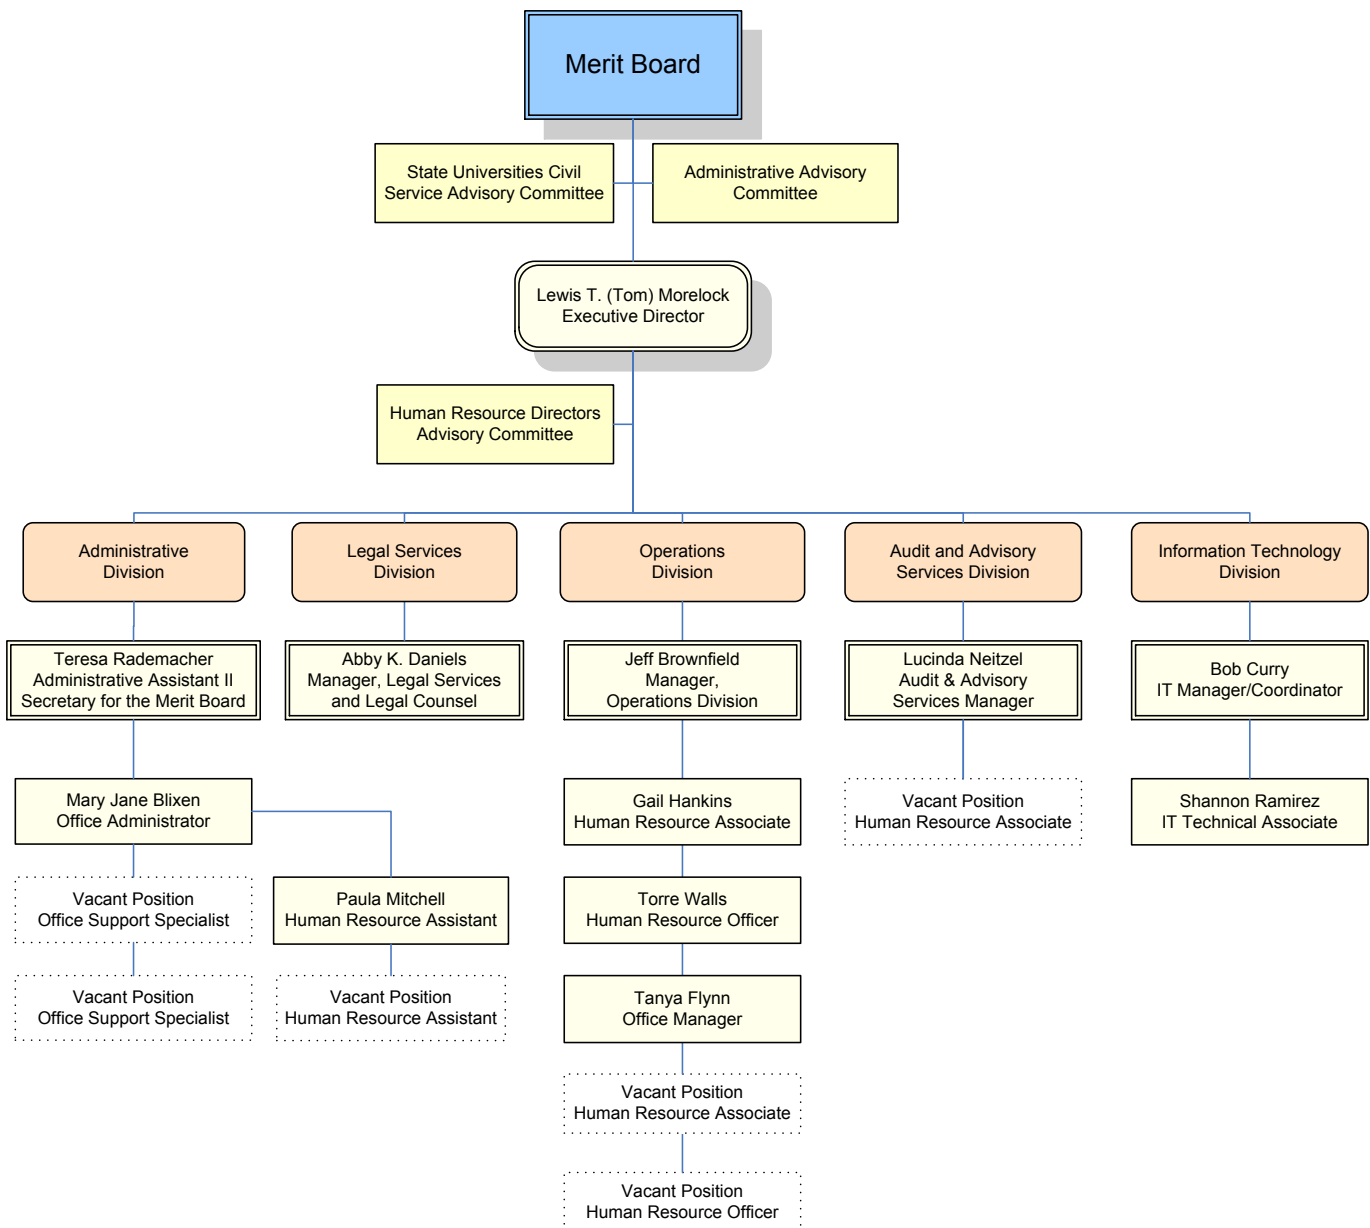 Merit Board
State Universities Civil
Service Advisory Committee
Administrative Advisory
Committee
Lewis T. (Tom) Morelock
Executive Director
Human Resource Directors
Advisory Committee
Administrative
Division
Legal Services
Division
Operations
Division
Audit and Advisory
Services Division
Information Technology
Division
Teresa Rademacher
Administrative Assistant II
Secretary for the Merit Board
Abby K. Daniels
Manager, Legal Services
and Legal Counsel
Jeff Brownfield
Manager,
Operations Division
Lucinda Neitzel
Audit & Advisory
Services Manager
Bob Curry
IT Manager/Coordinator
Mary Jane Blixen
Office Administrator
Gail Hankins
Human Resource Associate
Vacant Position
Human Resource Associate
Shannon Ramirez
IT Technical Associate
Vacant Position
Office Support Specialist
Paula Mitchell
Human Resource Assistant
Torre Walls
Human Resource Officer
Vacant Position
Office Support Specialist
Vacant Position
Human Resource Assistant
Tanya Flynn
Office Manager
Vacant Position
Human Resource Associate
Vacant Position
Human Resource Officer